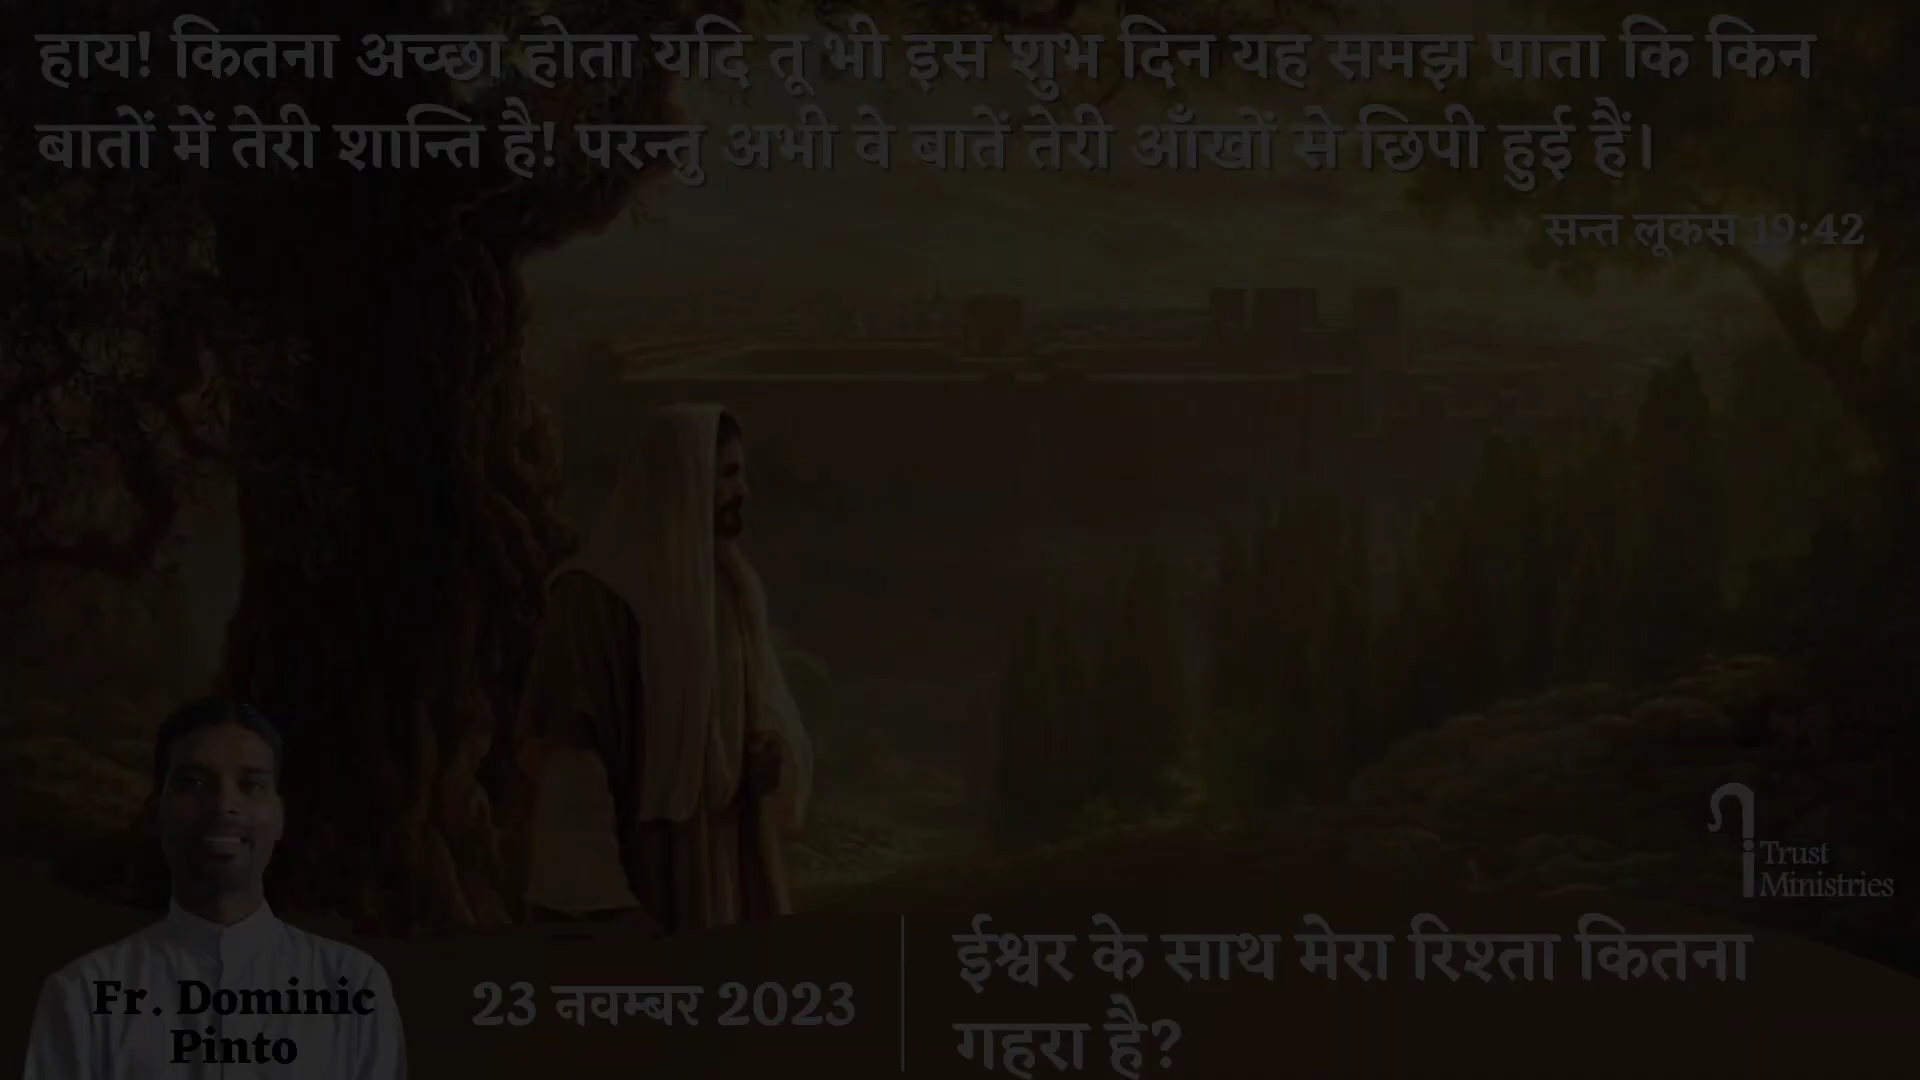 हाय! कितना अच्छा होता यदि तू भी इस शुभ दिन यह समझ पाता कि किन
बातों में तेरी शान्ति है! परन्तु अभी वे बातें तेरी आँखों से छिपी हुई हैं।
सन्त लूकस 19:42
Trust
Ministries
Fr. Dominic
Pinto
23 नवम्बर 2023
ईश्वर के साथ मेरा रिश्ता कितना
गहरा है?